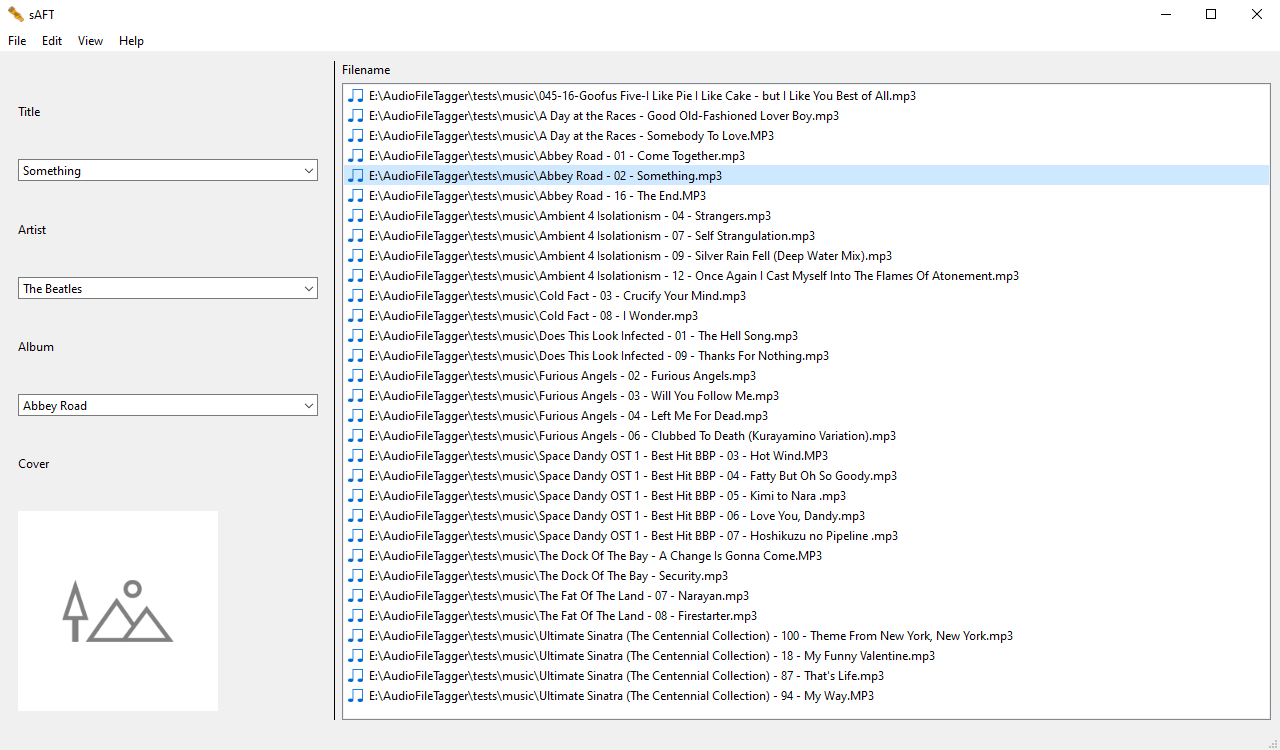 sAFT
File Edit View Help
Title
Something
Artist
The Beatles
Album
Abbey Road
Cover
Filename
E:\AudioFileTagger\tests\music\045-16-Goofus Five-I Like Pie I Like Cake - but I Like You Best of All.mp3
E:\AudioFileTagger\tests\music\A Day at the Races - Good Old-Fashioned Lover Boy.mp3
E:\AudioFileTagger\tests\music\A Day at the Races - Somebody To Love.MP3
E:\AudioFileTagger\tests\music\Abbey Road - 01 - Come Together.mp3
E:\AudioFileTagger\tests\music\Abbey Road - 02 - Something.mp3
E:\AudioFileTagger\tests\music\Abbey Road - 16 - The End.MP3
E:\AudioFileTagger\tests\music\Ambient 4 Isolationism - 04 - Strangers.mp3
E:\AudioFileTagger\tests\music\Ambient 4 Isolationism - 07 - Self Strangulation.mp3
E:\AudioFileTagger\tests\music\Ambient 4 Isolationism - 09 - Silver Rain Fell (Deep Water Mix).mp3
E:\AudioFileTagger\tests\music\Ambient 4 Isolationism - 12 - Once Again I Cast Myself Into The Flames Of Atonement.mp3
E:\AudioFileTagger\tests\music\Cold Fact - 03 - Crucify Your Mind.mp3
E:\AudioFileTagger\tests\music\Cold Fact - 08 - I Wonder.mp3
E:\AudioFileTagger\tests\music\Does This Look Infected - 01 - The Hell Song.mp3
E:\AudioFileTagger\tests\music\Does This Look Infected - 09 - Thanks For Nothing.mp3
E:\AudioFileTagger\tests\music\Furious Angels - 02 - Furious Angels.mp3
E:\AudioFileTagger\tests\music\Furious Angels - 03 - Will You Follow Me.mp3
E:\AudioFileTagger\tests\music\Furious Angels - 04 - Left Me For Dead.mp3
E:\AudioFileTagger\tests\music\Furious Angels - 06 - Clubbed To Death (Kurayamino Variation).mp3
E:\AudioFileTagger\tests\music\Space Dandy OST 1 - Best Hit BBP - 03 - Hot Wind.MP3
E:\AudioFileTagger\tests\music\Space Dandy OST 1 - Best Hit BBP - 04 - Fatty But Oh So Goody.mp3
E:\AudioFileTagger\tests\music\Space Dandy OST 1 - Best Hit BBP - 05 - Kimi to Nara .mp3
E:\AudioFileTagger\tests\music\Space Dandy OST 1 - Best Hit BBP - 06 - Love You, Dandy.mp3
E:\AudioFileTagger\tests\music\Space Dandy OST 1 - Best Hit BBP - 07 - Hoshikuzu no Pipeline .mp3
E:\AudioFileTagger\tests\music\The Dock Of The Bay - A Change Is Gonna Come.MP3
E:\AudioFileTagger\tests\music\The Dock Of The Bay - Security.mp3
E:\AudioFileTagger\tests\music\The Fat Of The Land - 07 - Narayan.mp3
E:\AudioFileTagger\tests\music\The Fat Of The Land - 08 - Firestarter.mp3
E:\AudioFileTagger\tests\music\Ultimate Sinatra (The Centennial Collection) - 100 - Theme From New York, New York.mp3
E:\AudioFileTagger\tests\music\Ultimate Sinatra (The Centennial Collection) - 18 - My Funny Valentine.mp3
E:\AudioFileTagger\tests\music\Ultimate Sinatra (The Centennial Collection) - 87 - That's Life.mp3
E:\AudioFileTagger\tests\music\Ultimate Sinatra (The Centennial Collection) - 94 - My Way.MP3